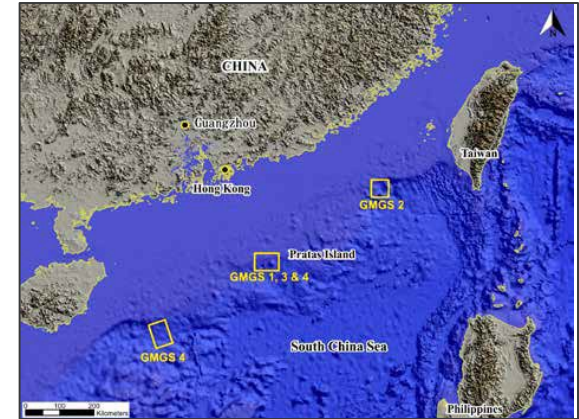 N
CHINA
Guangzhou
Taiwan
Hong Kong
GMGS 2
Pratas Island
GMGS 1, 3 & 4
GMGS 4
South China Sea
Philippines
0 100 200
Kilometers